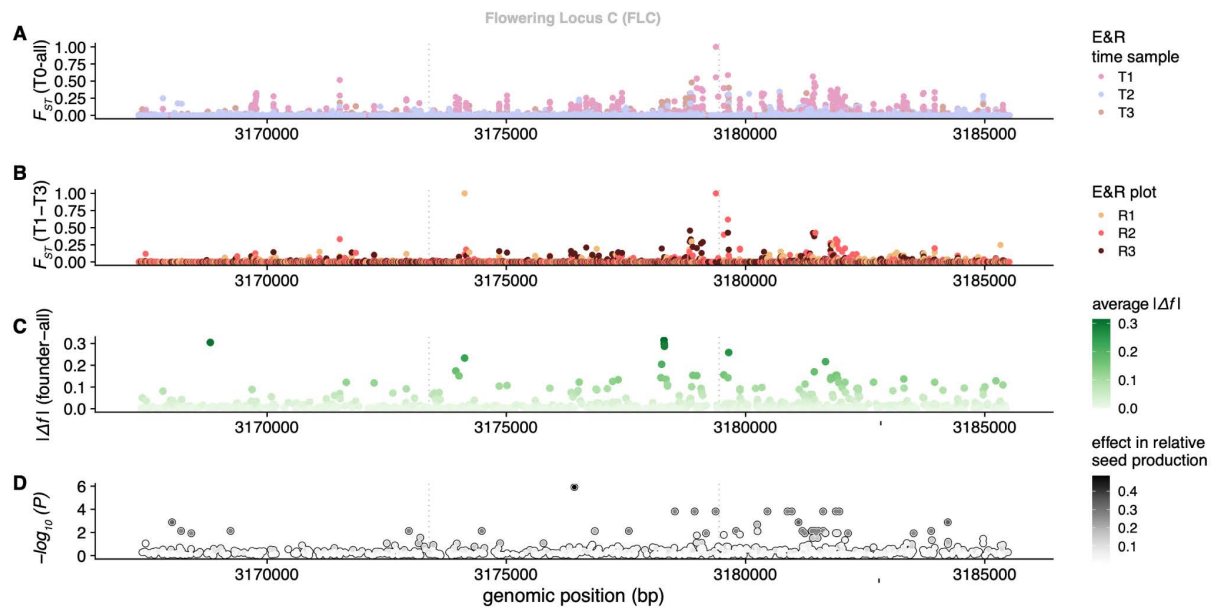 Flowering Locus C (FLC)
A
F_ST (T0-all)
1.00
0.75
0.50
0.25
0.00
3170000 3175000 3180000 3185000
E&R
time sample
T1
T2
T3
B
F_ST (T1−T3)
1.00
0.75
0.50
0.25
0.00
3170000 3175000 3180000 3185000
E&R plot
R1
R2
R3
C
|Δf| (founder−all)
0.3
0.2
0.1
0.0
3170000 3175000 3180000 3185000
average |Δf|
0.3
0.2
0.1
0.0
D
−log10 (P)
6
4
2
0
3170000 3175000 3180000 3185000
genomic position (bp)
effect in relative
seed production
0.4
0.3
0.2
0.1